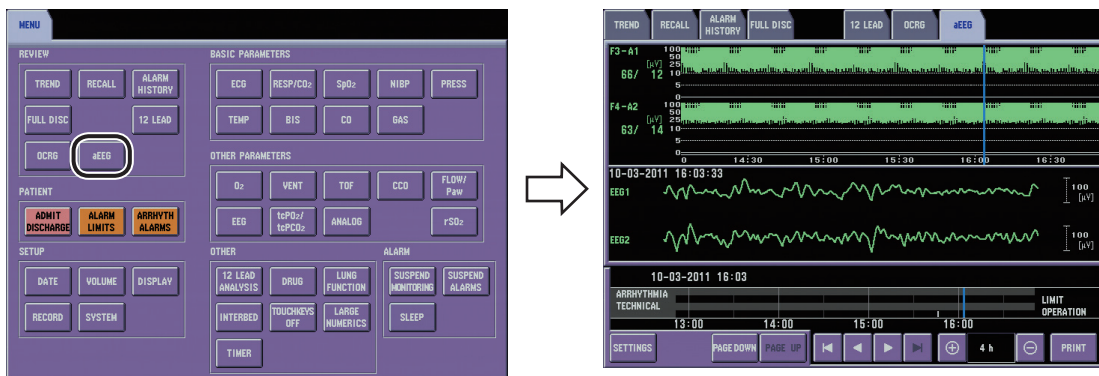 MENU
REVIEW
TREND RECALL ALARM HISTORY
FULL DISC 12 LEAD
OCRG aEEG
PATIENT
ADMIT DISCHARGE ALARM LIMITS ARRHYTH ALARMS
SETUP
DATE VOLUME DISPLAY
RECORD SYSTEM
BASIC PARAMETERS
ECG RESP/CO2 SpO2 NIBP PRESS
TEMP BIS CO GAS
OTHER PARAMETERS
O2 VENT TOF CCO FLOW/Paw
EEG tcPO2/tcPCO2 ANALOG rSO2
OTHER
12 LEAD ANALYSIS DRUG LUNG FUNCTION
INTERBED TOUCHKEYS OFF LARGE NUMERICS
TIMER
ALARM
SUSPEND MONITORING SUSPEND ALARMS
SLEEP
TREND RECALL ALARM HISTORY FULL DISC 12 LEAD OCRG aEEG
F3-A1 100
50
[μV] 25
66/ 12 10
5
0
F4-A2 100
50
[μV] 25
63/ 14 10
5
0
0 14:30 15:00 15:30 16:00 16:30
10-03-2011 16:03:33
EEG1 100 [μV]
EEG2 100 [μV]
10-03-2011 16:03
ARRHYTHMIA
TECHNICAL
LIMIT
OPERATION
13:00 14:00 15:00 16:00
SETTINGS PAGE DOWN PAGE UP 4 h PRINT